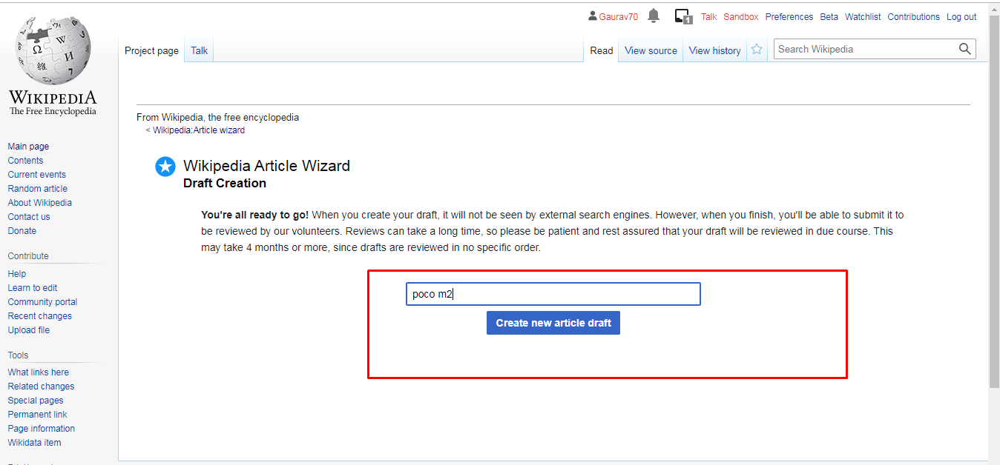 Gaurav70 1 Talk Sandbox Preferences Beta Watchlist Contributions Log out
Project page Talk Read View source View history Search Wikipedia
Ω W И 維 7
WIKIPEDIA
The Free Encyclopedia
From Wikipedia, the free encyclopedia
< Wikipedia:Article wizard
Main page
Contents
Current events
Random article
About Wikipedia
Contact us
Donate
Contribute
Help
Learn to edit
Community portal
Recent changes
Upload file
Tools
What links here
Related changes
Special pages
Permanent link
Page information
Wikidata item
Wikipedia Article Wizard
Draft Creation
You're all ready to go! When you create your draft, it will not be seen by external search engines. However, when you finish, you'll be able to submit it to
be reviewed by our volunteers. Reviews can take a long time, so please be patient and rest assured that your draft will be reviewed in due course. This
may take 4 months or more, since drafts are reviewed in no specific order.
poco m2
Create new article draft